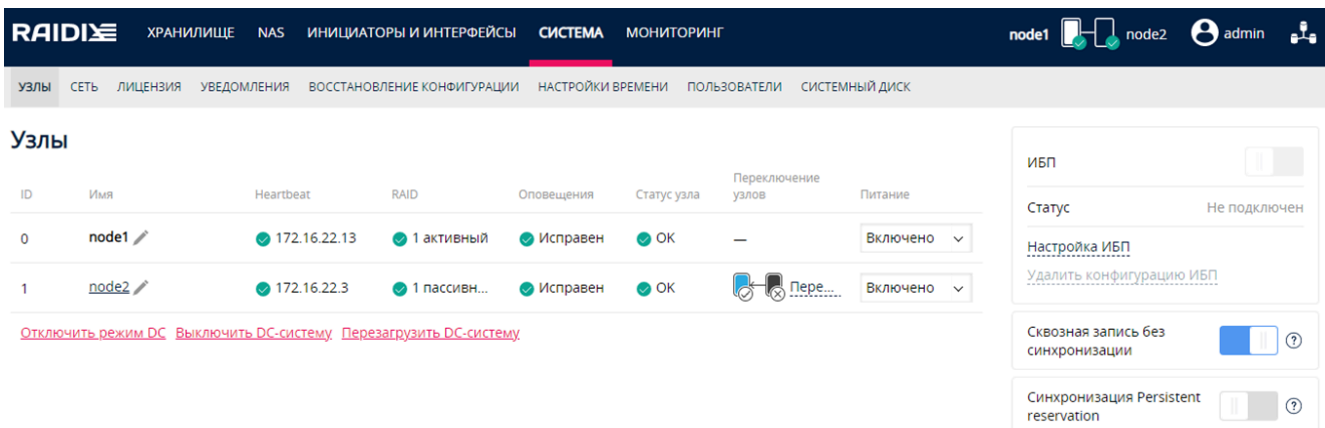 RAIDIX ХРАНИЛИЩЕ NAS ИНИЦИАТОРЫ И ИНТЕРФЕЙСЫ СИСТЕМА МОНИТОРИНГ node1 node2 admin
УЗЛЫ СЕТЬ ЛИЦЕНЗИЯ УВЕДОМЛЕНИЯ ВОССТАНОВЛЕНИЕ КОНФИГУРАЦИИ НАСТРОЙКИ ВРЕМЕНИ ПОЛЬЗОВАТЕЛИ СИСТЕМНЫЙ ДИСК
Узлы
ID Имя Heartbeat RAID Оповещения Статус узла Переключение узлов Питание
0 node1 172.16.22.13 1 активный Исправен OK — Включено
1 node2 172.16.22.3 1 пассивн... Исправен OK Пере... Включено
Отключить режим DC Выключить DC-систему Перезагрузить DC-систему
ИБП
Статус Не подключен
Настройка ИБП
Удалить конфигурацию ИБП
Сквозная запись без
синхронизации ?
Синхронизация Persistent
reservation ?